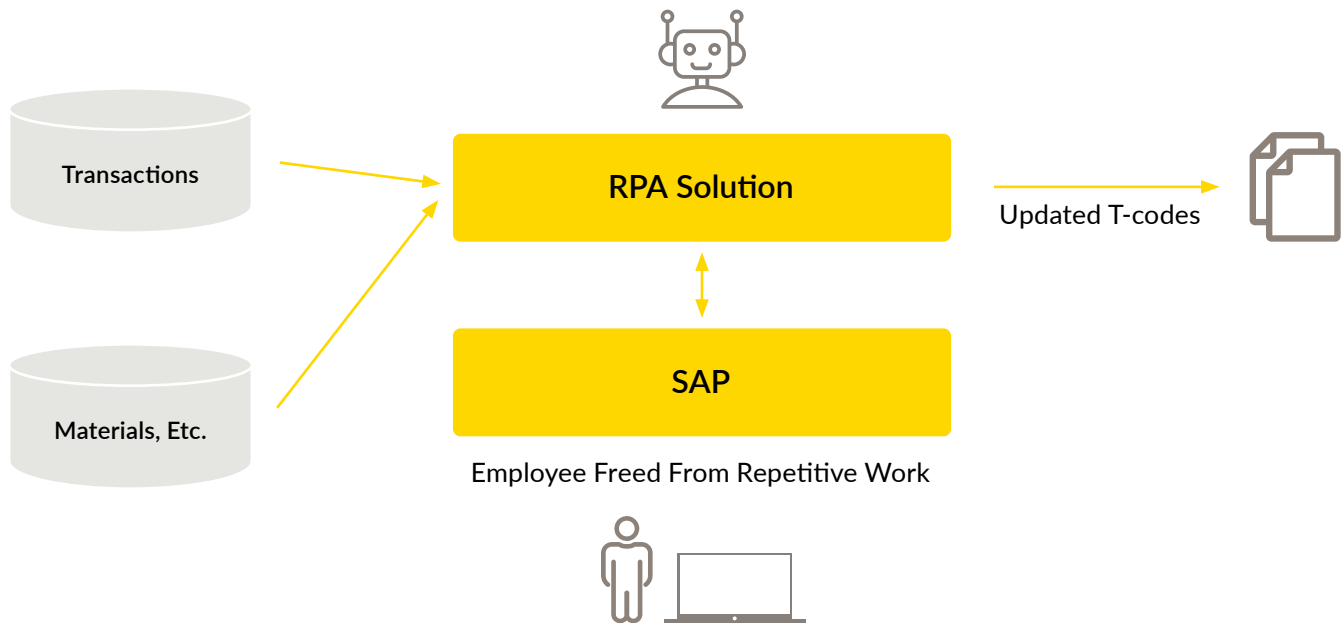 Transactions
RPA Solution
Updated T-codes
SAP
Materials, Etc.
Employee Freed From Repetitive Work